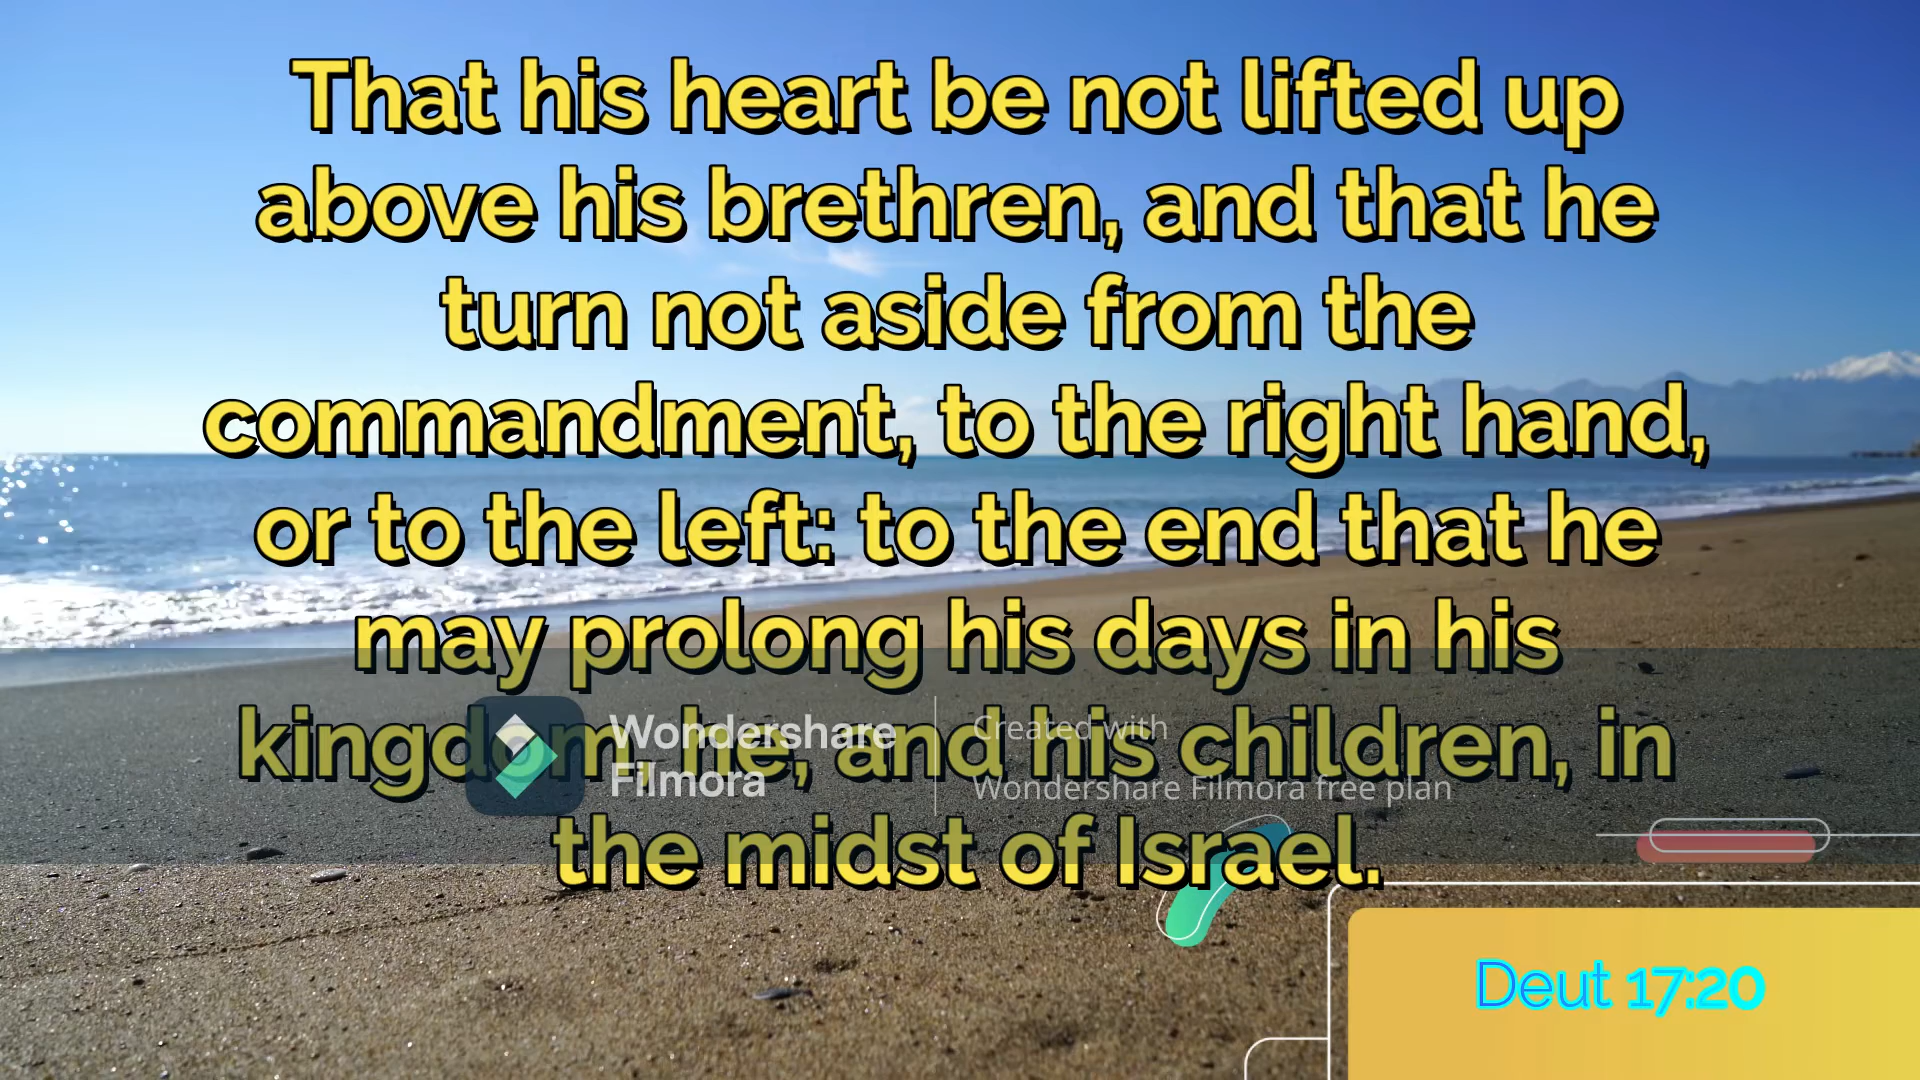 That his heart be not lifted up
above his brethren, and that he
turn not aside from the
commandment, to the right hand,
or to the left: to the end that he
may prolong his days in his
kingdom, he, and his children, in
the midst of Israel.
Wondershare
Filmora
Created with
Wondershare Filmora free plan
Deut 17:20